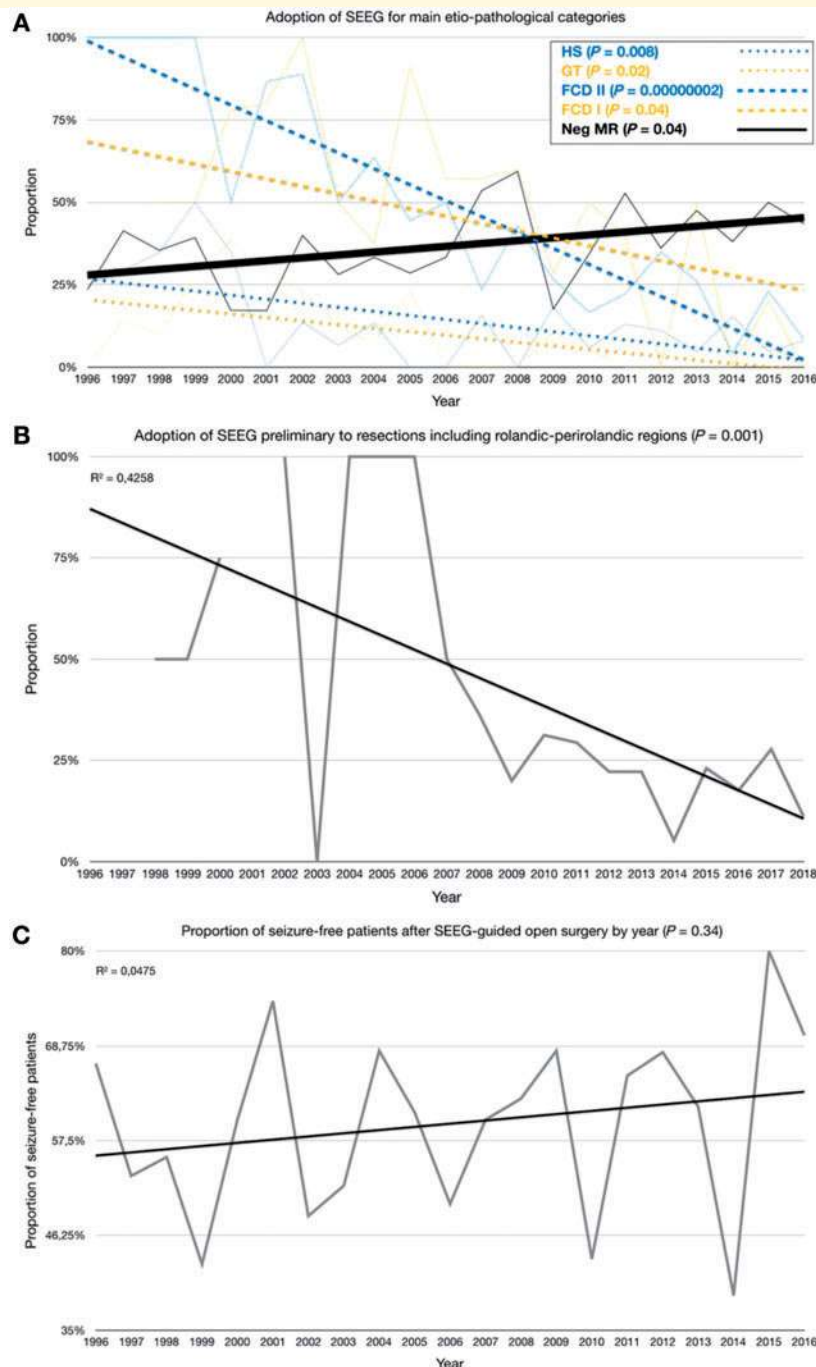 A
Adoption of SEEG for main etio-pathological categories
100%
75%
50%
25%
0%
Proportion
HS (P = 0.008)
GT (P = 0.02)
FCD II (P = 0.00000002)
FCD I (P = 0.04)
Neg MR (P = 0.04)
1996 1997 1998 1999 2000 2001 2002 2003 2004 2005 2006 2007 2008 2009 2010 2011 2012 2013 2014 2015 2016
Year
B
Adoption of SEEG preliminary to resections including rolandic-perirolandic regions (P = 0.001)
100%
R² = 0,4258
75%
50%
25%
0%
Proportion
1996 1997 1998 1999 2000 2001 2002 2003 2004 2005 2006 2007 2008 2009 2010 2011 2012 2013 2014 2015 2016 2017 2018
Year
C
Proportion of seizure-free patients after SEEG-guided open surgery by year (P = 0.34)
80%
R² = 0,0475
68,75%
57,5%
46,25%
35%
Proportion of seizure-free patients
1996 1997 1998 1999 2000 2001 2002 2003 2004 2005 2006 2007 2008 2009 2010 2011 2012 2013 2014 2015 2016
Year